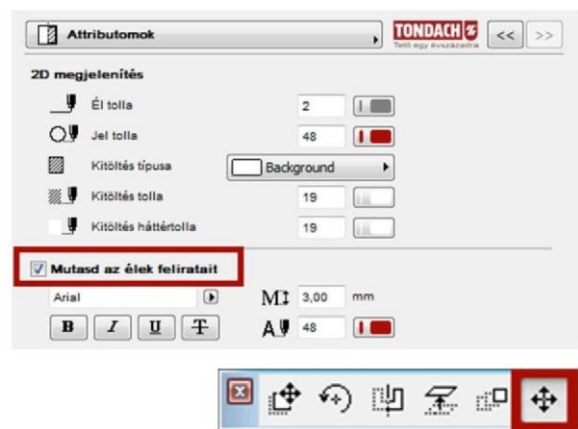 Attributomok
TONDACH
Tető egy évszázadra
<< >>
2D megjelenítés
Él tolla 2
Jel tolla 48
Kitöltés típusa Background
Kitöltés tolla 19
Kitöltés háttértolla 19
Mutasd az élek feliratait
Arial M 3,00 mm
B I U T A 48